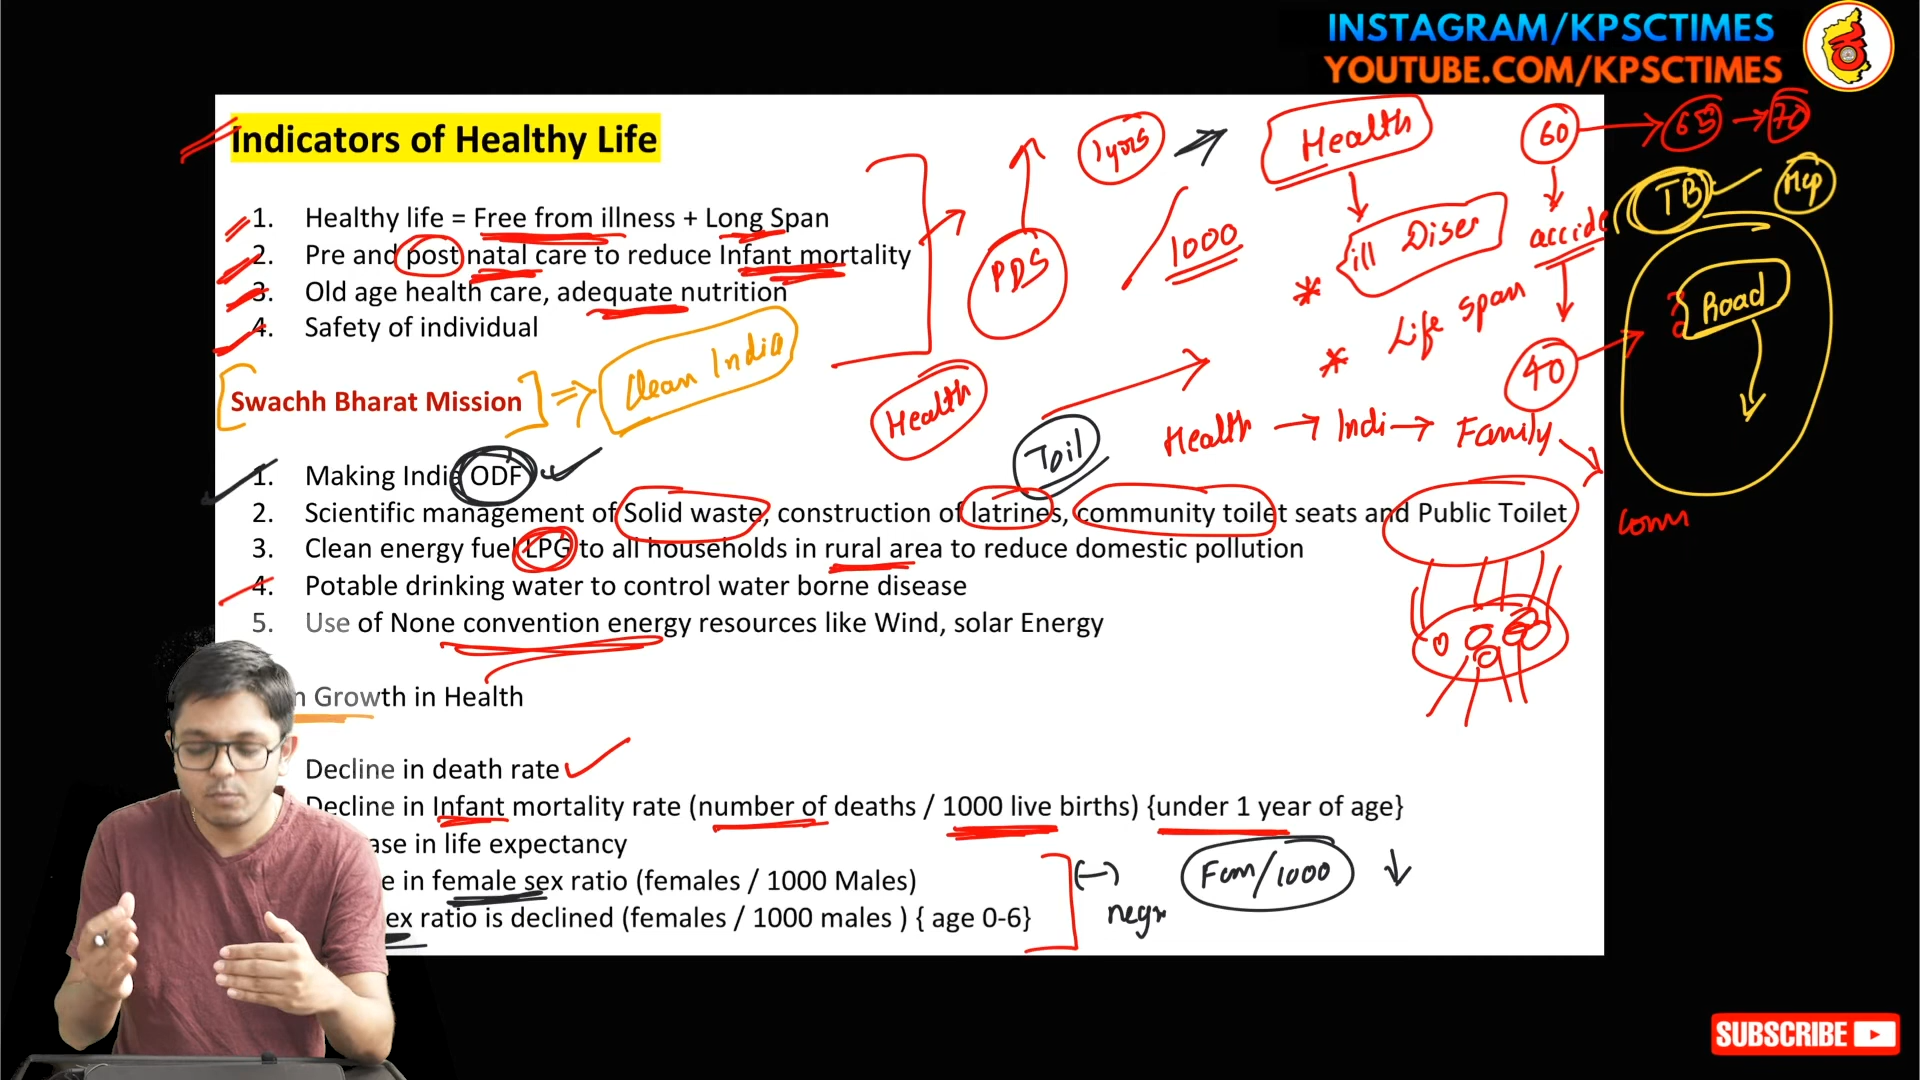 INSTAGRAM/KPSCTIMES
YOUTUBE.COM/KPSCTIMES
Indicators of Healthy Life
1. Healthy life = Free from illness + Long Span
2. Pre and post natal care to reduce Infant mortality
3. Old age health care, adequate nutrition
4. Safety of individual
Swachh Bharat Mission
Clean India
1. Making India ODF
2. Scientific management of Solid waste, construction of latrines, community toilet seats and Public Toilet
3. Clean energy fuel LPG to all households in rural area to reduce domestic pollution
4. Potable drinking water to control water borne disease
5. Use of None convention energy resources like Wind, solar Energy
n Growth in Health
Decline in death rate
Decline in Infant mortality rate (number of deaths / 1000 live births) {under 1 year of age}
ase in life expectancy
e in female sex ratio (females / 1000 Males)
ex ratio is declined (females / 1000 males ) { age 0-6}
PDS
1000
Health
ill Diser
Life Span
60
65
70
accide
40
TB
Road
Health
Toil
Health Indi Family
Comm
(-)
Fem/1000
SUBSCRIBE